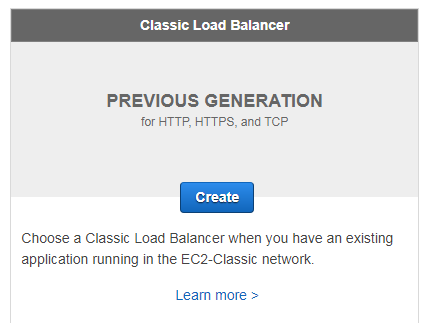 Classic Load Balancer
PREVIOUS GENERATION
for HTTP, HTTPS, and TCP
Create
Choose a Classic Load Balancer when you have an existing
application running in the EC2-Classic network.
Learn more >